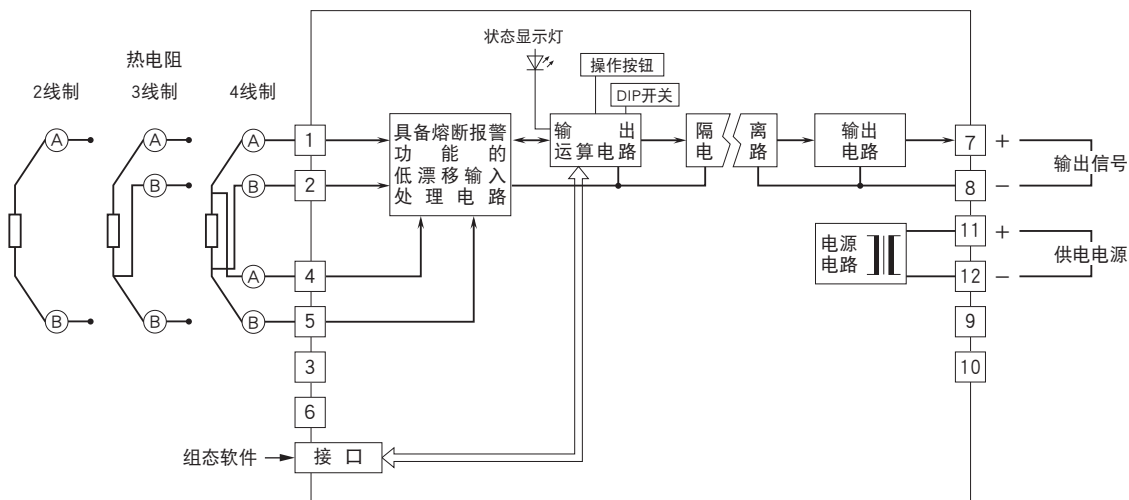 状态显示灯
操作按钮
DIP开关
热电阻
2线制
3线制
4线制
A
A
A
B
B
A
B
B
B
1
2
4
5
3
6
具备熔断报警
功能的
低漂移输入
处理电路
输出
运算电路
隔离
电路
输出
电路
7
+
8
−
输出信号
电源
电路
11
+
12
−
供电电源
9
10
组态软件
接口